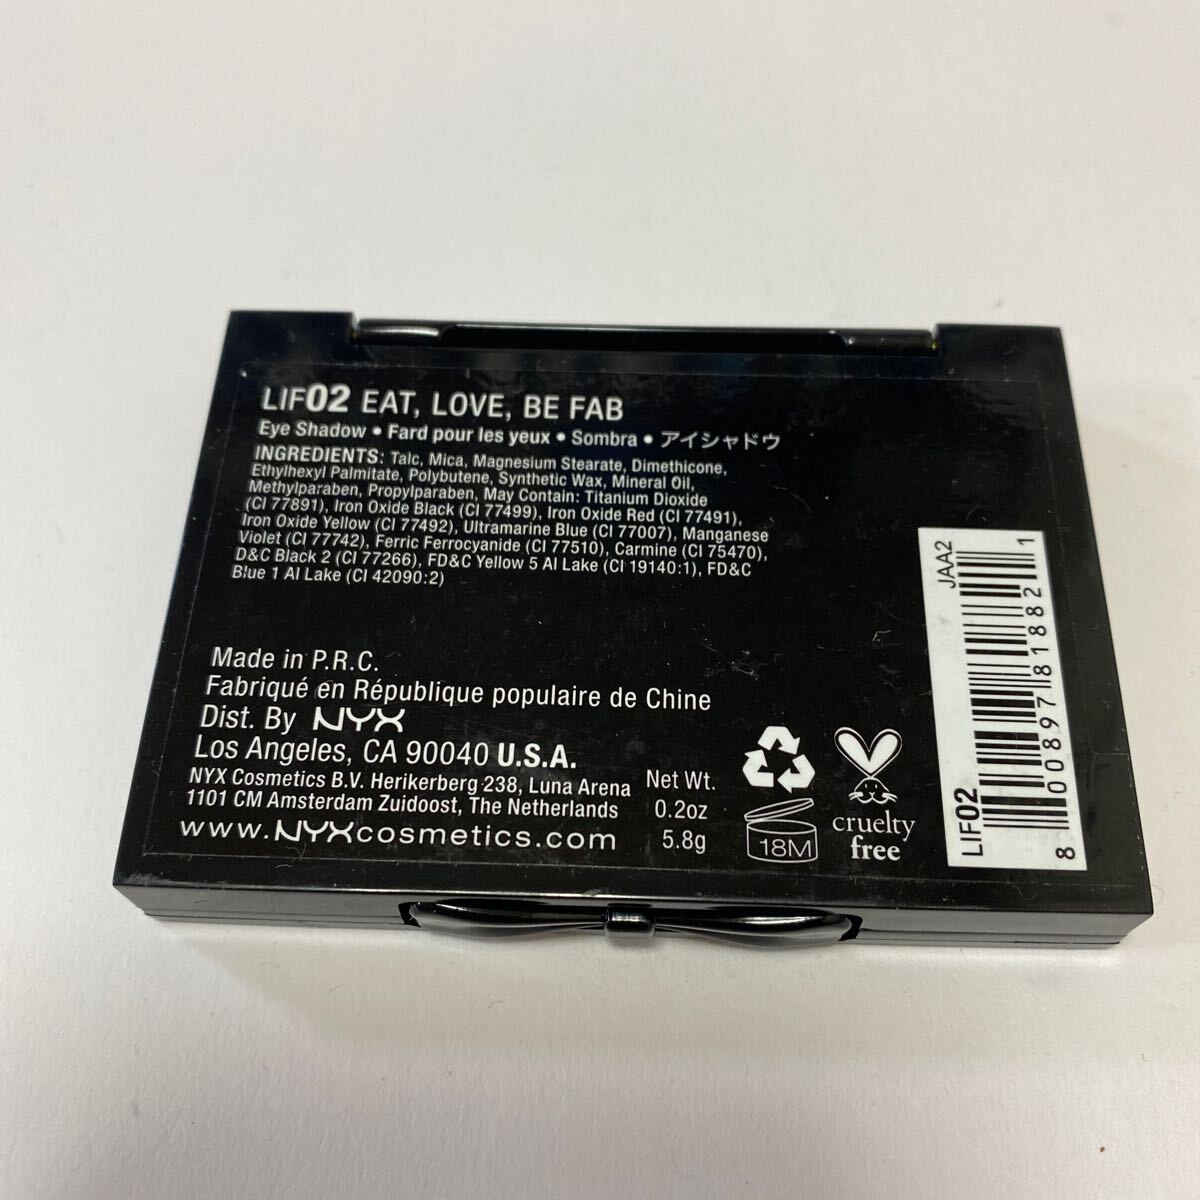 LIF02 EAT, LOVE, BE FAB
Eye Shadow • Fard pour les yeux • Sombra • アイシャドウ
INGREDIENTS: Talc, Mica, Magnesium Stearate, Dimethicone,
Ethylhexyl Palmitate, Polybutene, Synthetic Wax, Mineral Oil,
Methylparaben, Propylparaben, May Contain: Titanium Dioxide
(CI 77891), Iron Oxide Black (CI 77499), Iron Oxide Red (CI 77491),
Iron Oxide Yellow (CI 77492), Ultramarine Blue (CI 77007), Manganese
Violet (CI 77742), Ferric Ferrocyanide (CI 77510), Carmine (CI 75470),
D&C Black 2 (CI 77266), FD&C Yellow 5 Al Lake (CI 19140:1), FD&C
Blue 1 Al Lake (CI 42090:2)
Made in P.R.C.
Fabriqué en République populaire de Chine
Dist. By NYX
Los Angeles, CA 90040 U.S.A.
NYX Cosmetics B.V. Herikerberg 238, Luna Arena
1101 CM Amsterdam Zuidoost, The Netherlands
www.NYXcosmetics.com
Net Wt.
0.2oz
5.8g
18M
cruelty
free
LIF02
JAA2
8 00897 81882 1